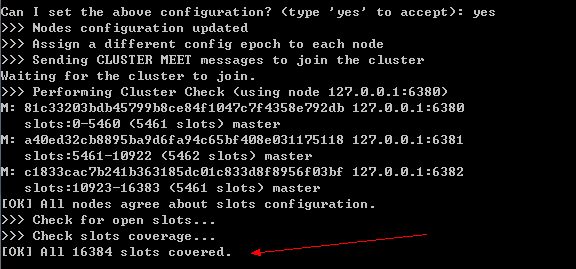 Can I set the above configuration? (type 'yes' to accept): yes
>>> Nodes configuration updated
>>> Assign a different config epoch to each node
>>> Sending CLUSTER MEET messages to join the cluster
Waiting for the cluster to join.
>>> Performing Cluster Check (using node 127.0.0.1:6380)
M: 81c33203bdb45799b8ce84f1047c7f4358e792db 127.0.0.1:6380
   slots:0-5460 (5461 slots) master
M: a40ed32cb8895ba9d6fa94c65bf408e031175118 127.0.0.1:6381
   slots:5461-10922 (5462 slots) master
M: c1833cac7b241b363185dc01c833d8f8956f03bf 127.0.0.1:6382
   slots:10923-16383 (5461 slots) master
[OK] All nodes agree about slots configuration.
>>> Check for open slots...
>>> Check slots coverage...
[OK] All 16384 slots covered.